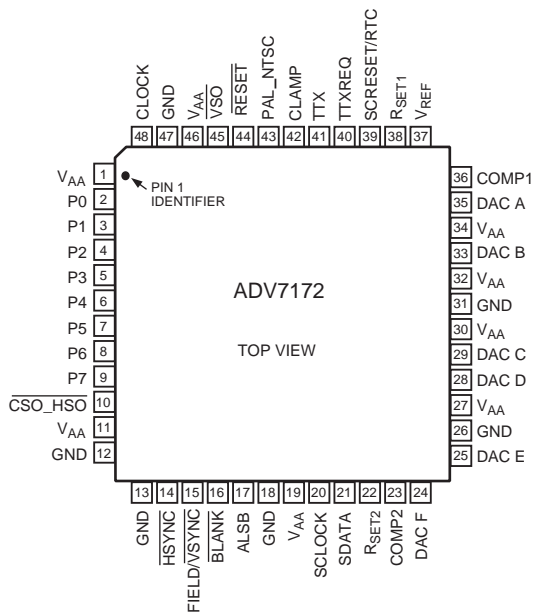 CLOCK
GND
VAA
VSO
RESET
PAL_NTSC
CLAMP
TTX
TTXREQ
SCRESET/RTC
RSET1
VREF
48 47 46 45 44 43 42 41 40 39 38 37
VAA 1
P0 2
P1 3
P2 4
P3 5
P4 6
P5 7
P6 8
P7 9
CSO_HSO 10
VAA 11
GND 12
PIN 1
IDENTIFIER
ADV7172
TOP VIEW
36 COMP1
35 DAC A
34 VAA
33 DAC B
32 VAA
31 GND
30 VAA
29 DAC C
28 DAC D
27 VAA
26 GND
25 DAC E
13 14 15 16 17 18 19 20 21 22 23 24
GND
HSYNC
FIELD/VSYNC
BLANK
ALSB
GND
VAA
SCLOCK
SDATA
RSET2
COMP2
DAC F